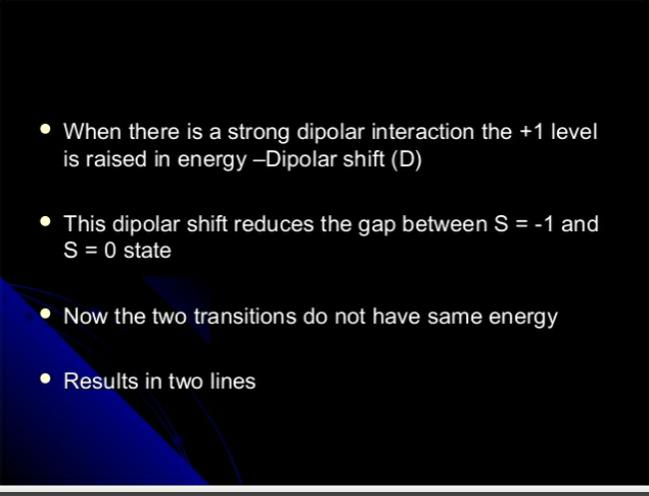 When there is a strong dipolar interaction the +1 level
is raised in energy –Dipolar shift (D)
This dipolar shift reduces the gap between S = -1 and
S = 0 state
Now the two transitions do not have same energy
Results in two lines